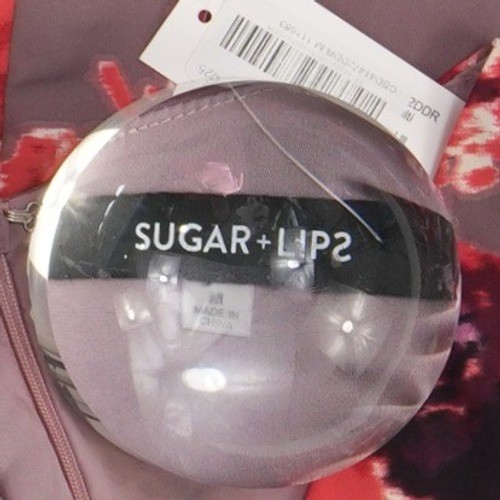 2DDR
SUGAR + LIPS
M
MADE IN
CHINA